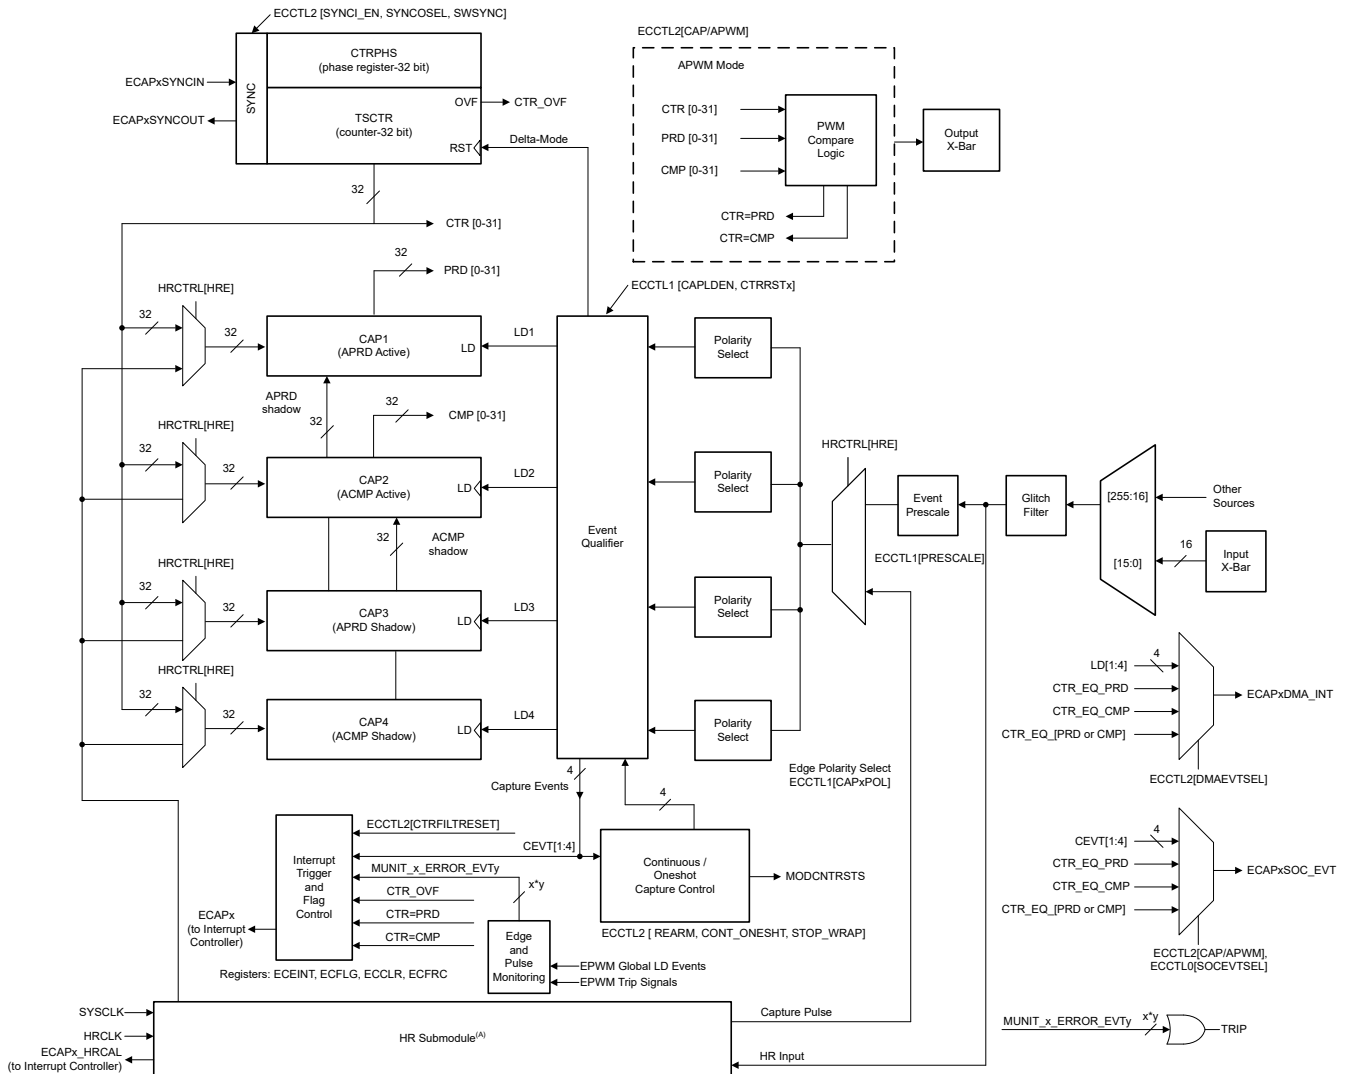 ECCTL2 [SYNCI_EN, SYNCOSEL, SWSYNC]
SYNC
CTRPHS
(phase register-32 bit)
TSCTR
(counter-32 bit)
OVF
RST
ECAPxSYNCIN
ECAPxSYNCOUT
CTR_OVF
Delta-Mode
32
CTR [0-31]
32
PRD [0-31]
ECCTL2[CAP/APWM]
APWM Mode
CTR [0-31]
PRD [0-31]
CMP [0-31]
PWM
Compare
Logic
CTR=PRD
CTR=CMP
Output
X-Bar
ECCTL1 [CAPLDEN, CTRRSTx]
HRCTRL[HRE]
32
32
CAP1
(APRD Active)
LD
LD1
Polarity
Select
APRD
shadow
32
32
CMP [0-31]
HRCTRL[HRE]
32
32
CAP2
(ACMP Active)
LD
LD2
Polarity
Select
32
ACMP
shadow
Event
Qualifier
HRCTRL[HRE]
32
32
CAP3
(APRD Shadow)
LD
LD3
Polarity
Select
HRCTRL[HRE]
32
32
CAP4
(ACMP Shadow)
LD
LD4
Polarity
Select
Edge Polarity Select
ECCTL1[CAPxPOL]
HRCTRL[HRE]
Event
Prescale
ECCTL1[PRESCALE]
Glitch
Filter
[255:16]
[15:0]
Other
Sources
16
Input
X-Bar
LD[1:4]
4
CTR_EQ_PRD
CTR_EQ_CMP
CTR_EQ_[PRD or CMP]
ECAPxDMA_INT
ECCTL2[DMAEVTSEL]
CEVT[1:4]
4
CTR_EQ_PRD
CTR_EQ_CMP
CTR_EQ_[PRD or CMP]
ECAPxSOC_EVT
ECCTL2[CAP/APWM],
ECCTL0[SOCEVTSEL]
4
Capture Events
4
ECCTL2[CTRFILTRESET]
CEVT[1:4]
MUNIT_x_ERROR_EVTy
CTR_OVF
CTR=PRD
CTR=CMP
x*y
Interrupt
Trigger
and
Flag
Control
ECAPx
(to Interrupt
Controller)
Registers: ECEINT, ECFLG, ECCLR, ECFRC
Continuous /
Oneshot
Capture Control
MODCNTRSTS
ECCTL2 [ REARM, CONT_ONESHT, STOP_WRAP]
Edge
and
Pulse
Monitoring
EPWM Global LD Events
EPWM Trip Signals
SYSCLK
HRCLK
ECAPx_HRCAL
(to Interrupt Controller)
HR Submodule(A)
Capture Pulse
HR Input
MUNIT_x_ERROR_EVTy
x*y
TRIP